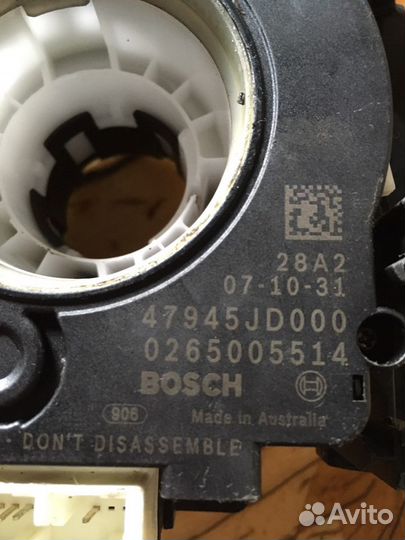 28A2
07-10-31
47945JD000
0265005514
BOSCH
906 Made in Australia
- DON'T DISASSEMBLE
Avito